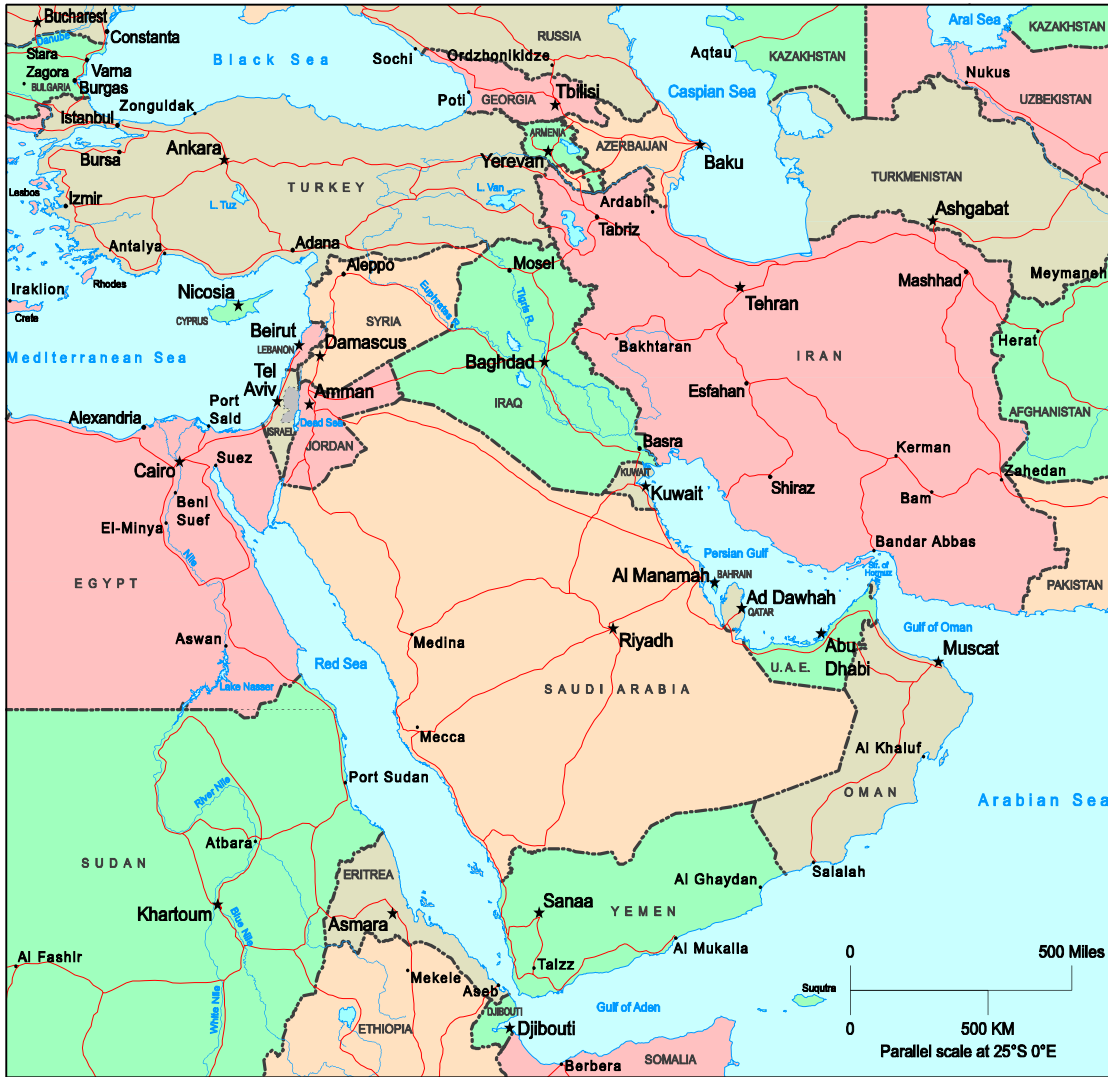 Bucharest
Constanta
Danube
Stara
Zagora
Varna
BULGARIA
Burgas
Black Sea
Sochi
Ordzhonikidze
RUSSIA
Aqtau
KAZAKHSTAN
Aral Sea
KAZAKHSTAN
Nukus
UZBEKISTAN
Zonguldak
Istanbul
Poti
GEORGIA
Tbilisi
Caspian Sea
Bursa
Ankara
ARMENIA
Yerevan
AZERBAIJAN
Baku
TURKMENISTAN
Lesbos
Izmir
TURKEY
L. Tuz
L. Van
Ardabil
Tabriz
Ashgabat
Antalya
Adana
Rhodes
Iraklion
Crete
Nicosia
CYPRUS
Aleppo
Euphrates R.
Mosel
Tigris R.
Tehran
Mashhad
Meymaneh
Mediterranean Sea
Beirut
LEBANON
SYRIA
Damascus
Baghdad
Bakhtaran
IRAN
Herat
Tel
Aviv
Amman
IRAQ
Esfahan
AFGHANISTAN
Alexandria
Port
Said
ISRAEL
Dead Sea
JORDAN
Basra
Kerman
Cairo
Suez
KUWAIT
Kuwait
Shiraz
Bam
Zahedan
Beni
Suef
El-Minya
Nile
EGYPT
Persian Gulf
Bandar Abbas
Str. of
Hormuz
PAKISTAN
Al Manamah
BAHRAIN
Ad Dawhah
QATAR
Aswan
Medina
Riyadh
Abu
Dhabi
Gulf of Oman
Muscat
Red Sea
U.A.E.
Lake Nasser
SAUDI ARABIA
Mecca
Al Khaluf
Port Sudan
River Nile
OMAN
Arabian Sea
Atbara
SUDAN
ERITREA
Salalah
Al Ghaydan
Khartoum
Blue Nile
Asmara
Sanaa
YEMEN
Al Mukalla
Al Fashir
Mekele
Taizz
Aseb
White Nile
ETHIOPIA
DJIBOUTI
Djibouti
Gulf of Aden
Suqutra
Berbera
SOMALIA
0
500 Miles
0
500 KM
Parallel scale at 25°S 0°E